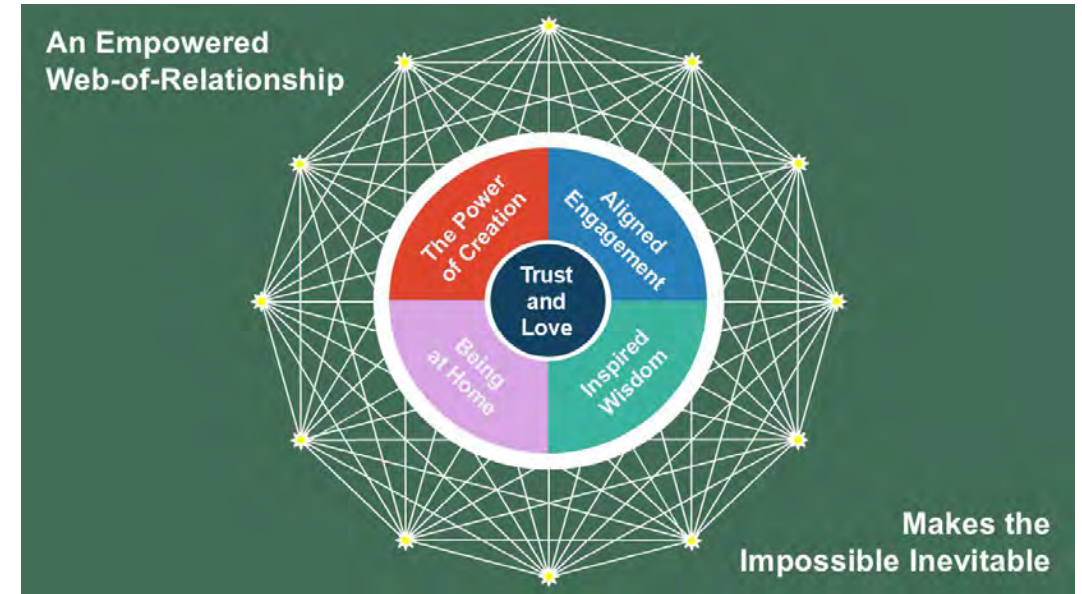 An Empowered
Web-of-Relationship
The Power
of Creation
Aligned
Engagement
Trust
and
Love
Being
at Home
Inspired
Wisdom
Makes the
Impossible Inevitable